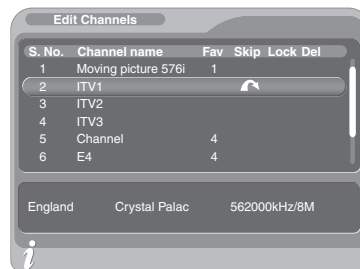 Edit Channels
S. No. Channel name Fav Skip Lock Del
1 Moving picture 576i 1
2 ITV1
3 ITV2
4 ITV3
5 Channel 4
6 E4 4
England Crystal Palac 562000kHz/8M
i